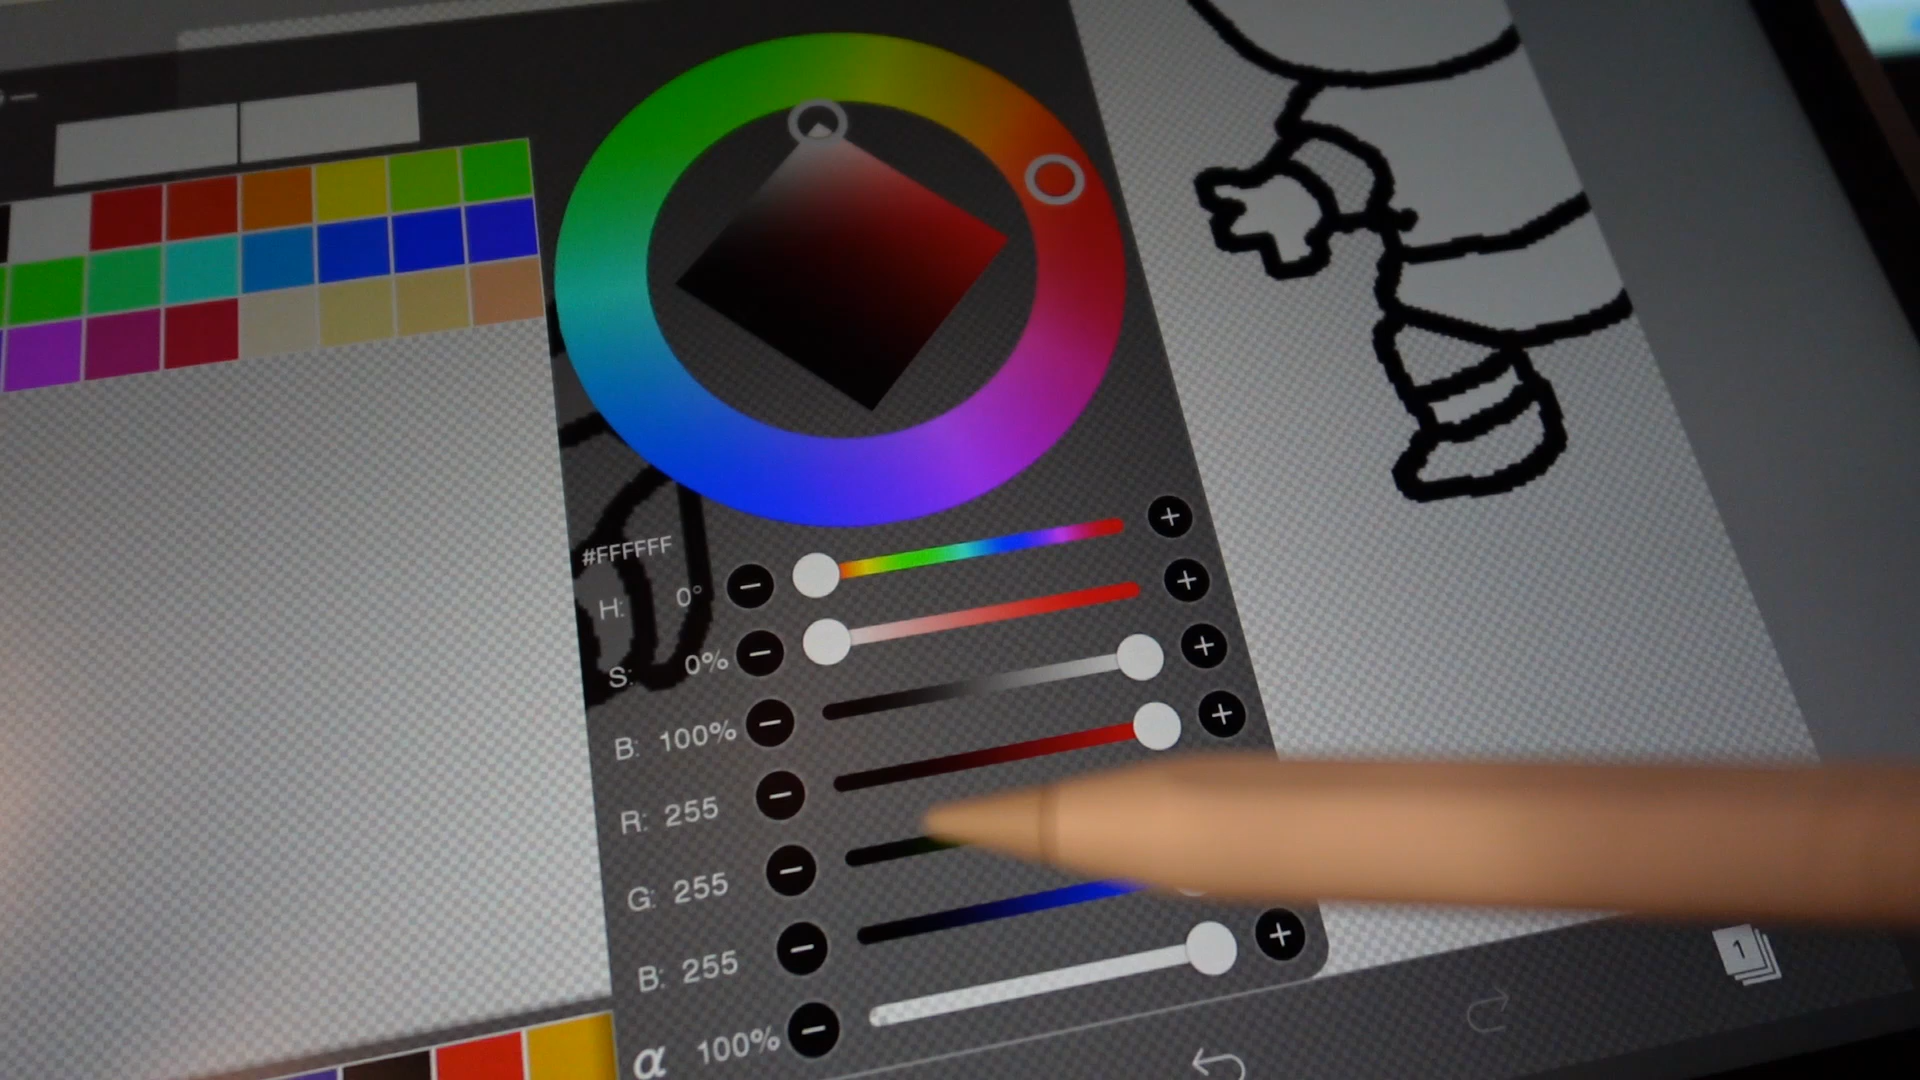 #FFFFFF
H: 0°
S: 0%
B: 100%
R: 255
G: 255
B: 255
α 100%
1